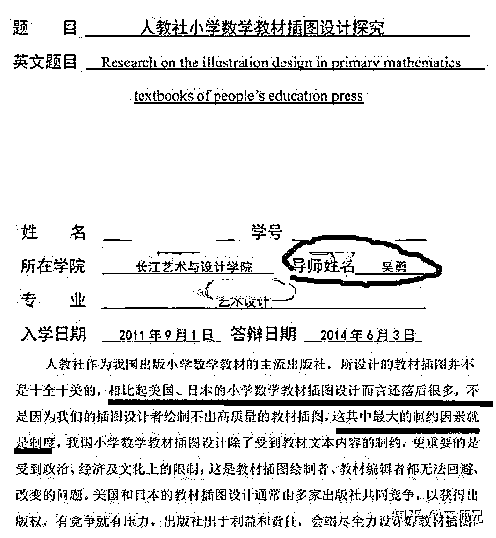 题 目 人教社小学数学教材插图设计探究
英文题目 Research on the illustration design in primary mathematics
textbooks of people's education press
姓 名 学号
所在学院 长江艺术与设计学院 导师姓名 吴勇
专 业 艺术设计
入学日期 2011年9月1日 答辩日期 2014年6月3日
人教社作为我国出版小学数学教材的主流出版社，所设计的教材插图并不
是十全十美的，相比起美国、日本的小学数学教材插图设计而言还落后很多，不
是因为我们的插图设计者绘制不出高质量的教材插图，这其中最大的制约因素就
是制度，我国小学数学教材插图设计除了受到教材文本内容的制约，更重要的是
受到政治、经济及文化上的限制，这是教材插图绘制者、教材编辑者都无法回避、
改变的问题。美国和日本的教材插图设计通常由多家出版社共同竞争，以获得出
版权，有竞争就有压力，出版社出于利益和责任，会竭尽全力设计好教材插图
知乎